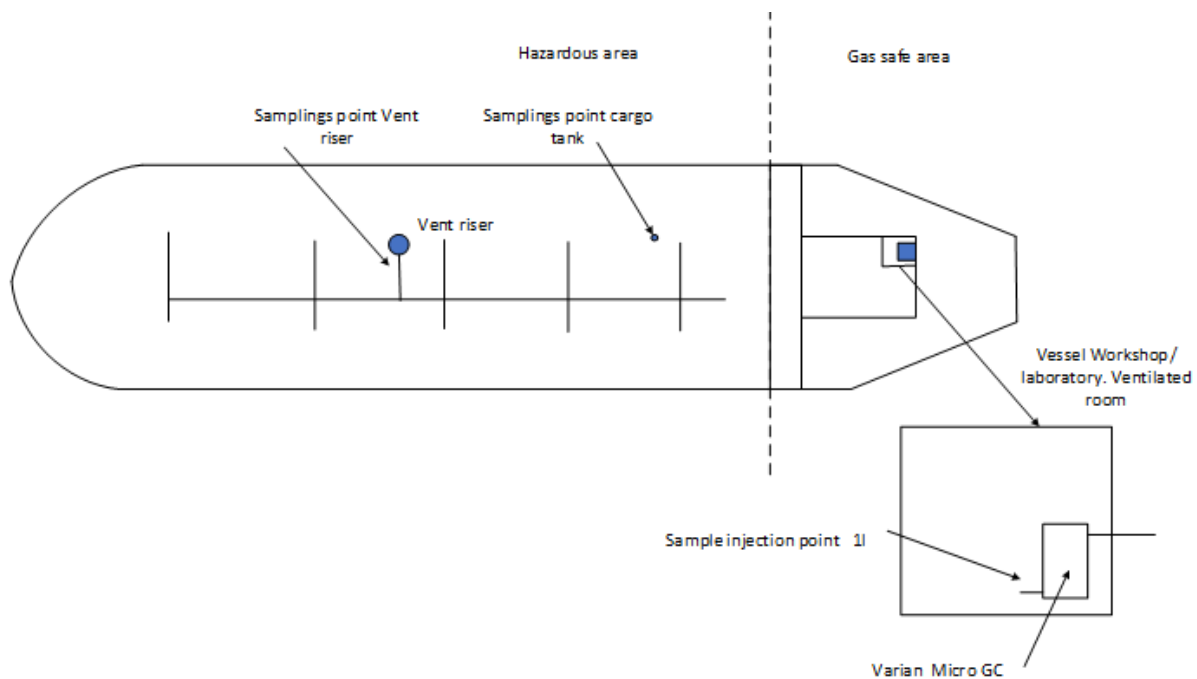 Hazardous area
Gas safe area
Samplings point Vent
riser
Samplings point cargo
tank
Vent riser
Vessel Workshop/
laboratory. Ventilated
room
Sample injection point 1l
Varian Micro GC